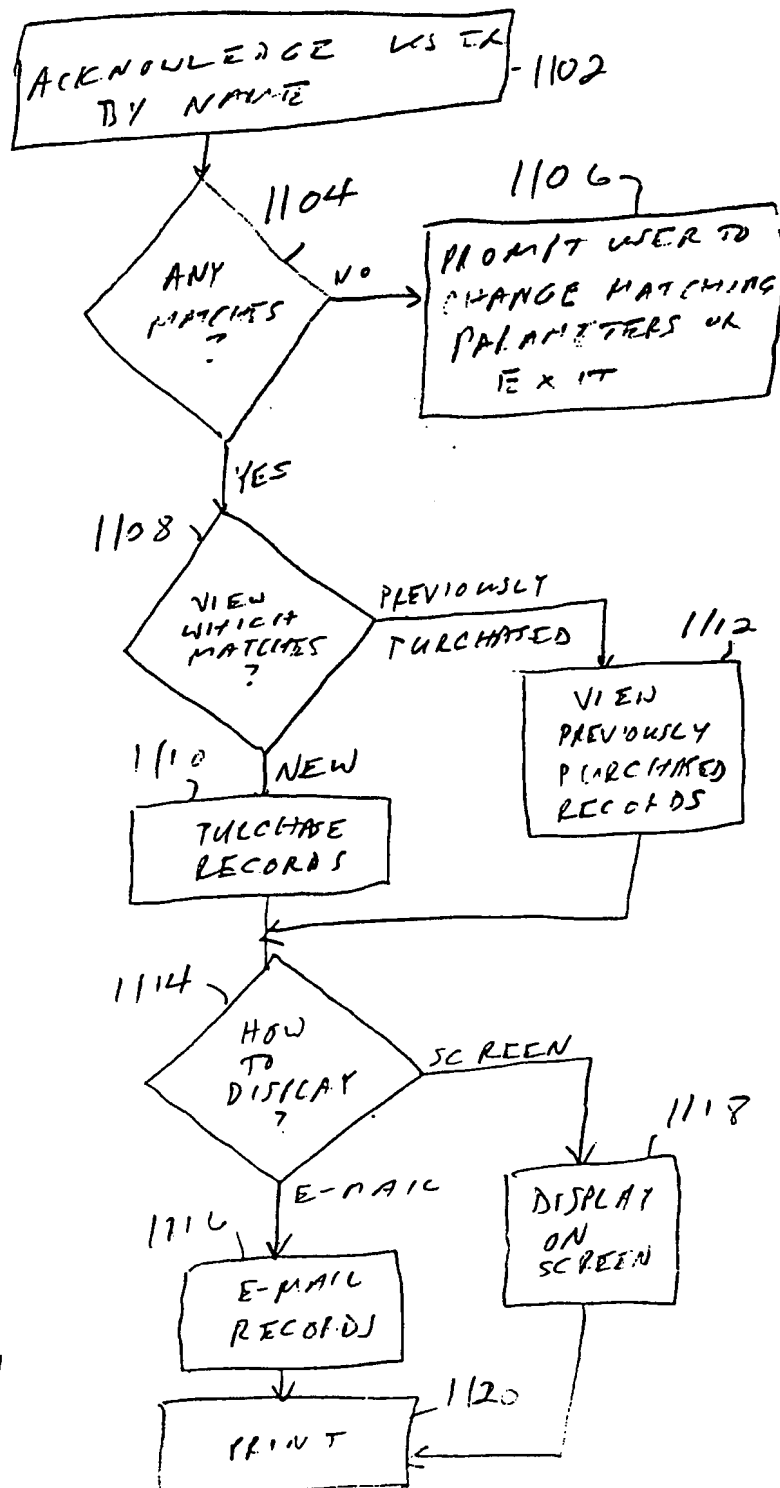 ACKNOWLEDGE USER
BY NAME
1102
1104
ANY
MATCHES
?
NO
1106
PROMPT USER TO
CHANGE MATCHING
PARAMETERS OR
EXIT
YES
1108
VIEW
WHICH
MATCHES
?
PREVIOUSLY
PURCHASED
1112
VIEW
PREVIOUSLY
PURCHASED
RECORDS
1110
NEW
PURCHASE
RECORDS
1114
HOW
TO
DISPLAY
?
SCREEN
1118
DISPLAY
ON
SCREEN
E-MAIL
1116
E-MAIL
RECORDS
1120
PRINT